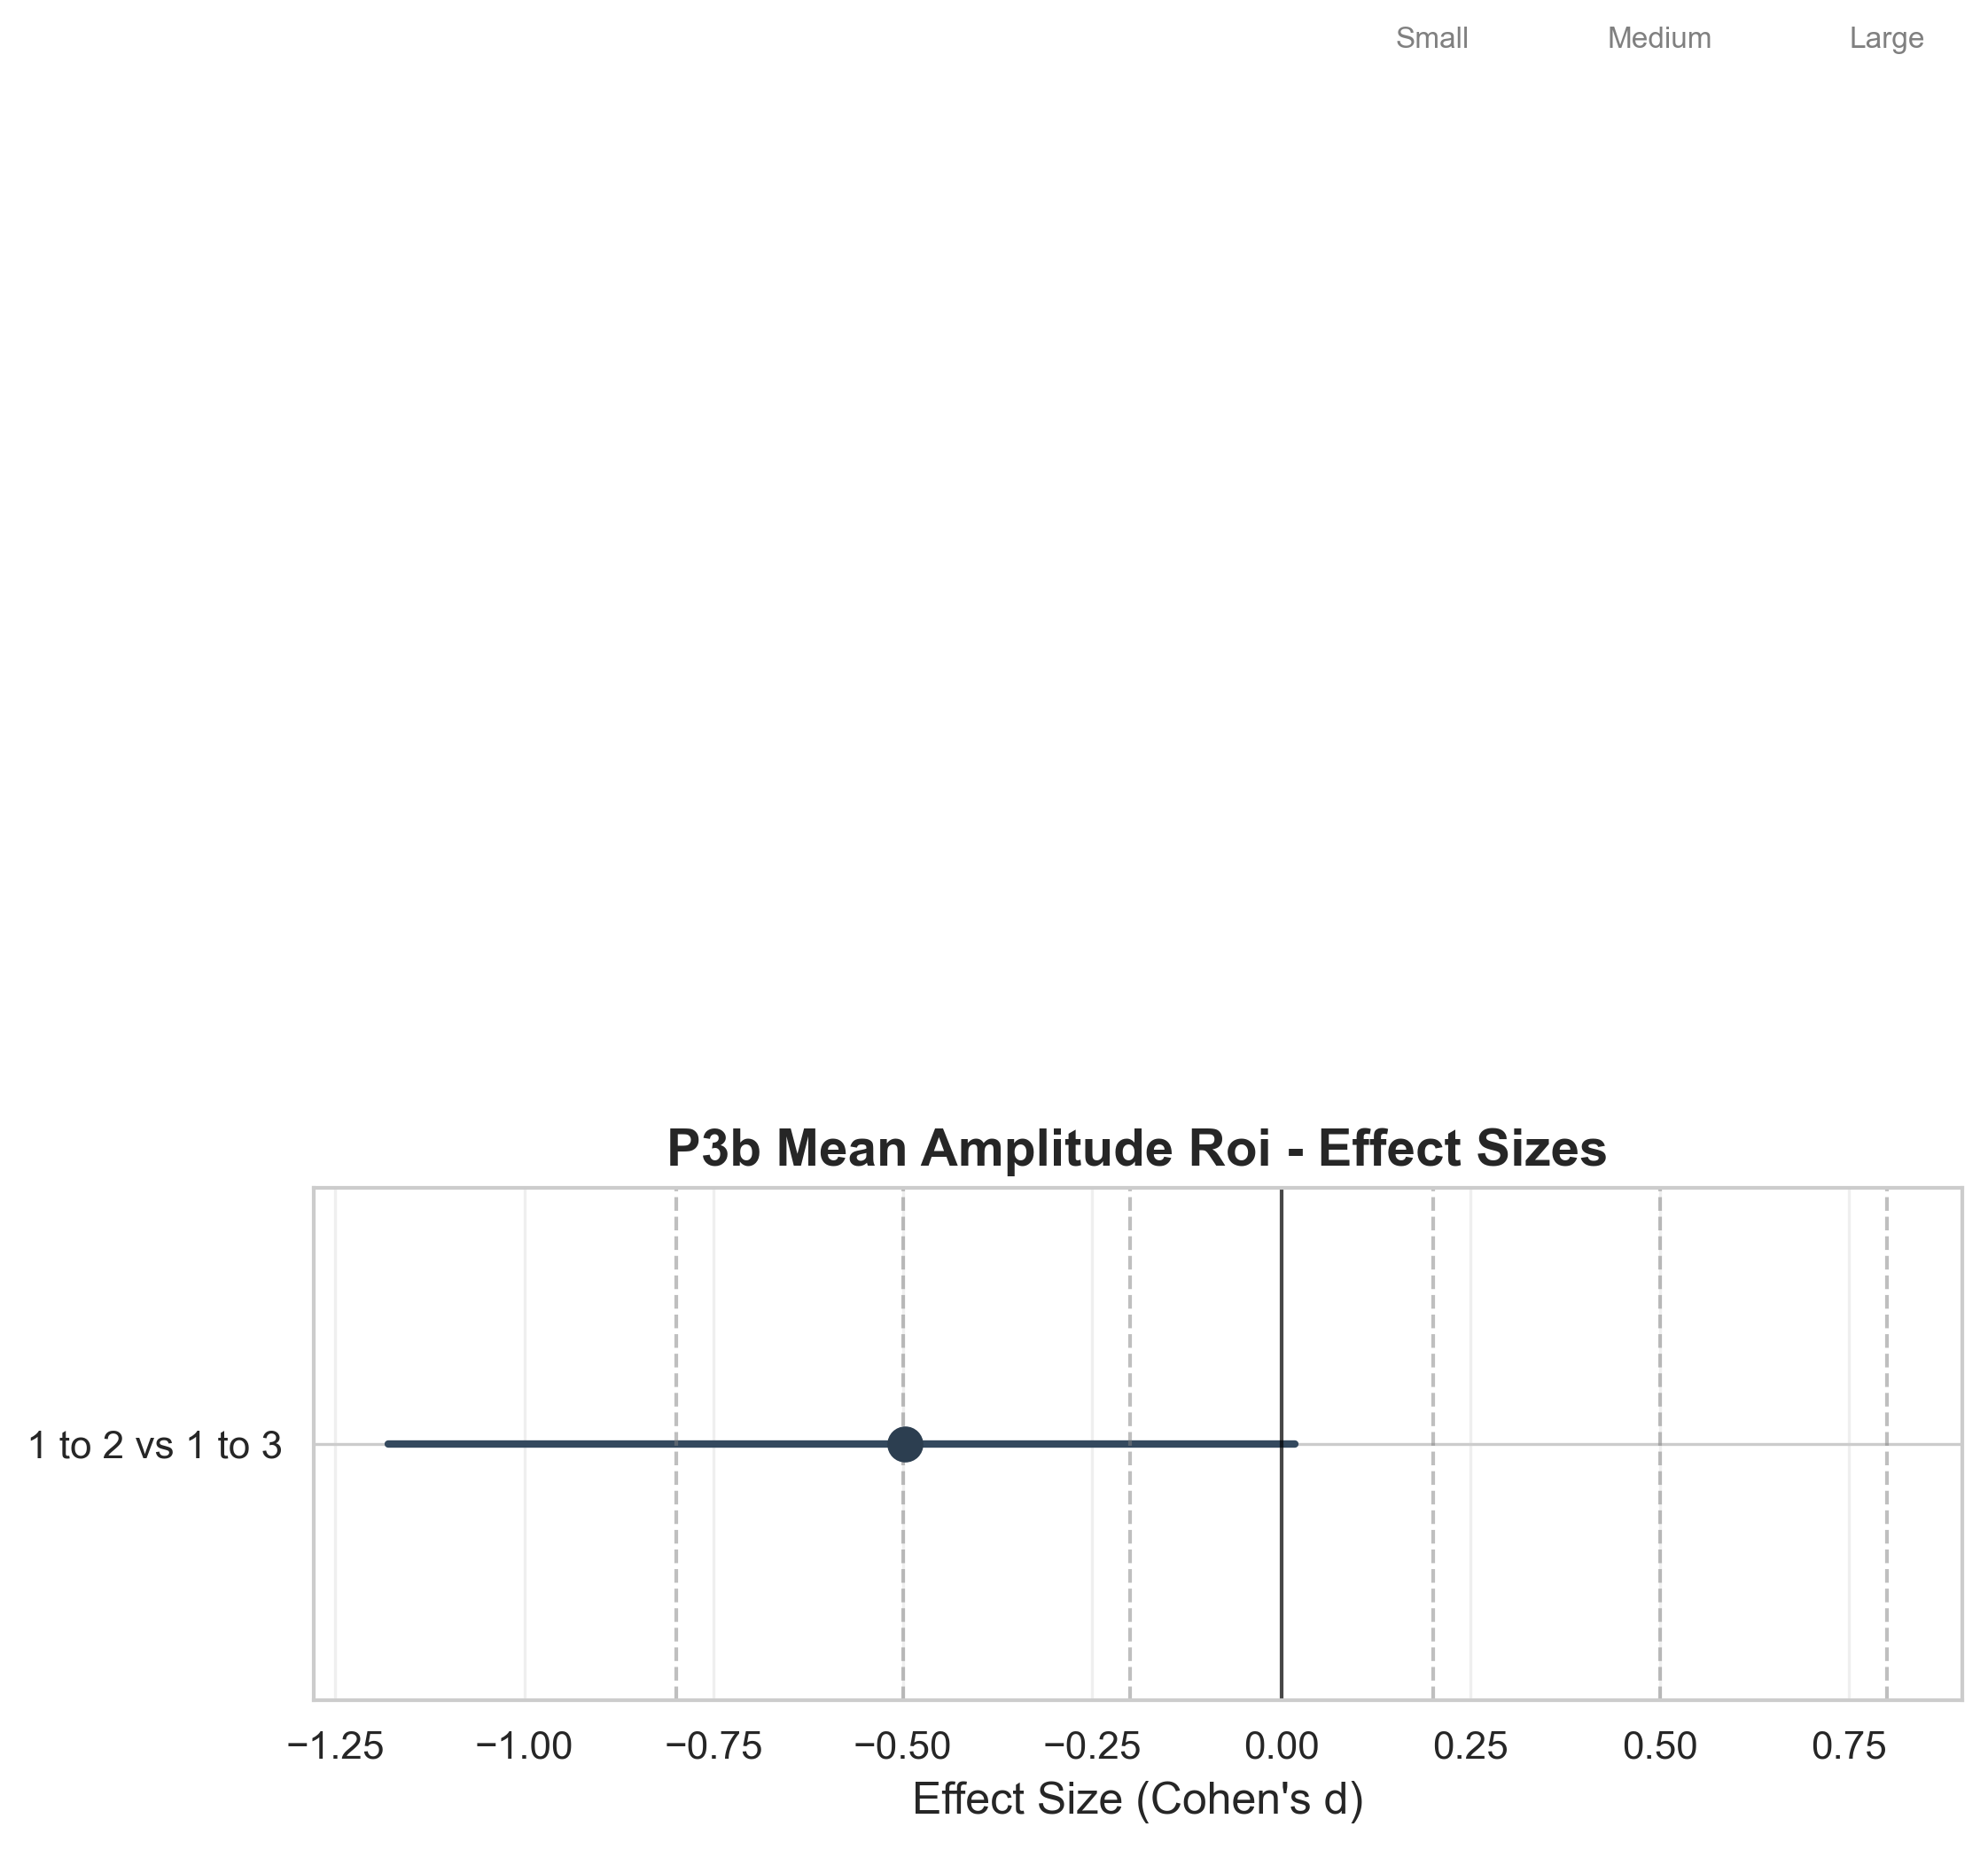 Small Medium Large
P3b Mean Amplitude Roi - Effect Sizes
1 to 2 vs 1 to 3
−1.25 −1.00 −0.75 −0.50 −0.25 0.00 0.25 0.50 0.75
Effect Size (Cohen's d)